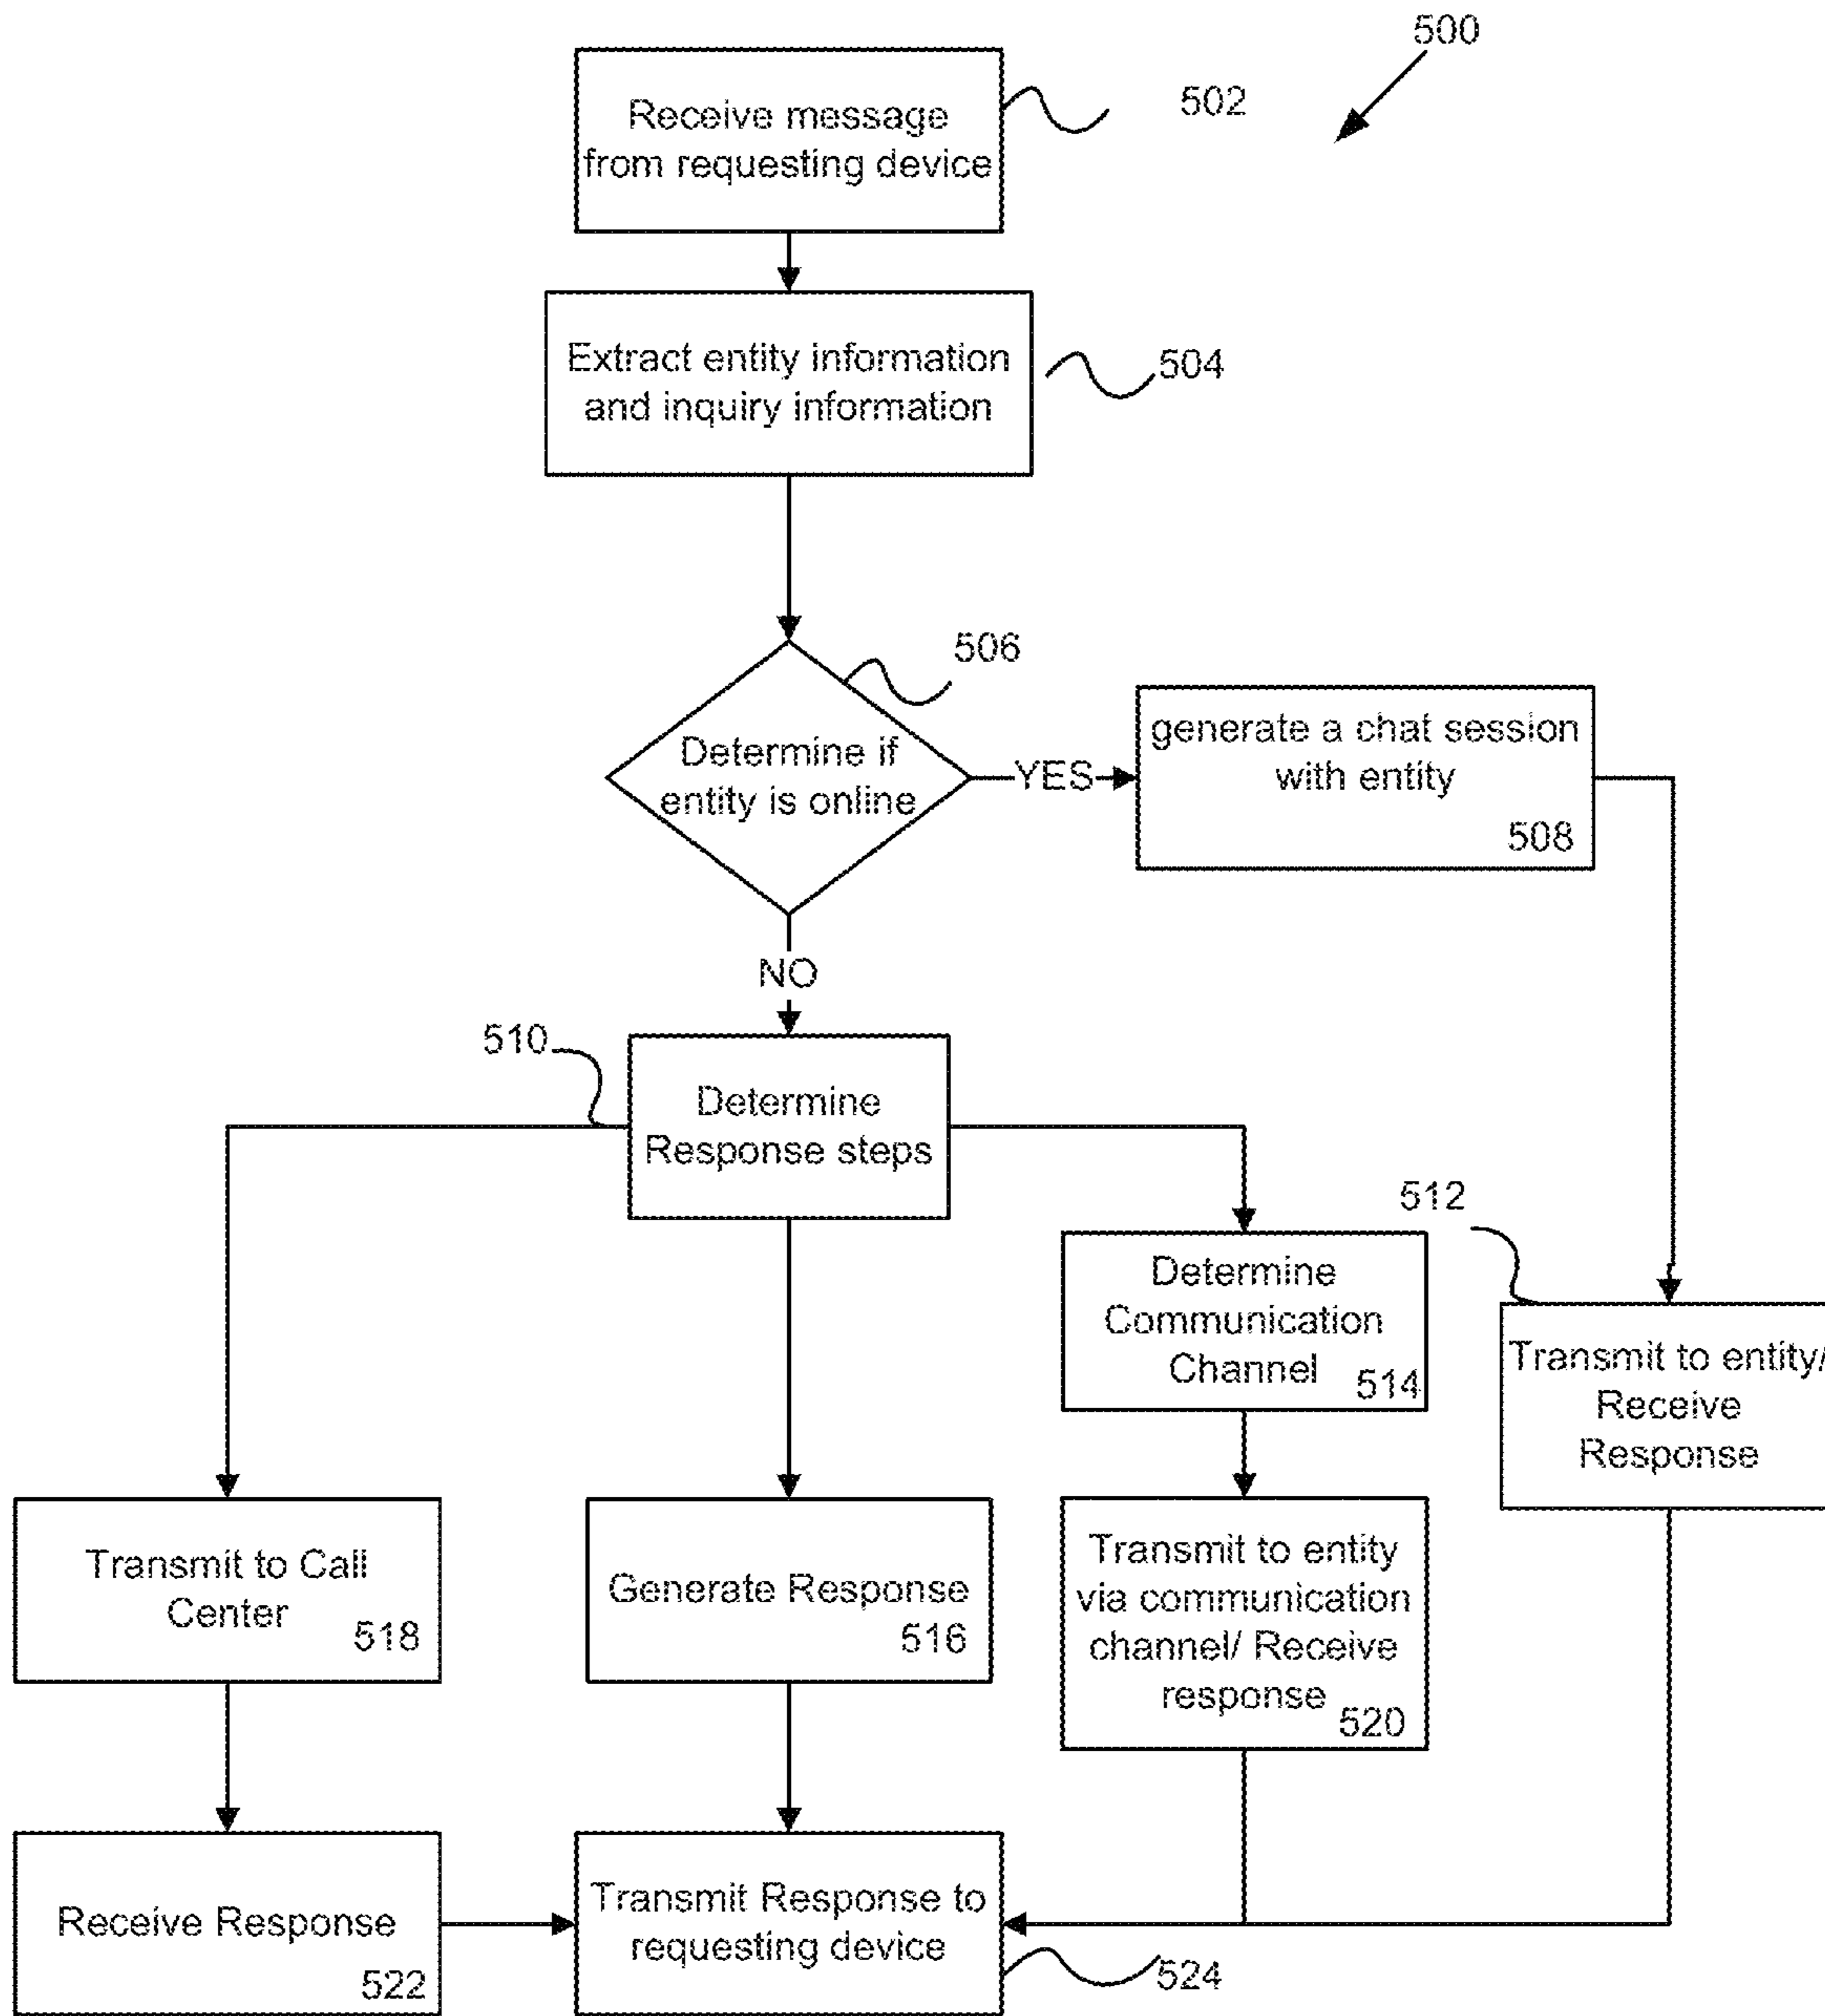 500
Receive message
from requesting device
502
Extract entity information
and inquiry information
504
506
Determine if
entity is online
YES
generate a chat session
with entity
508
NO
510
Determine
Response steps
512
Determine
Communication
Channel
514
Transmit to entity/
Receive
Response
Transmit to Call
Center
518
Generate Response
516
Transmit to entity
via communication
channel/ Receive
response
520
Receive Response
522
Transmit Response to
requesting device
524